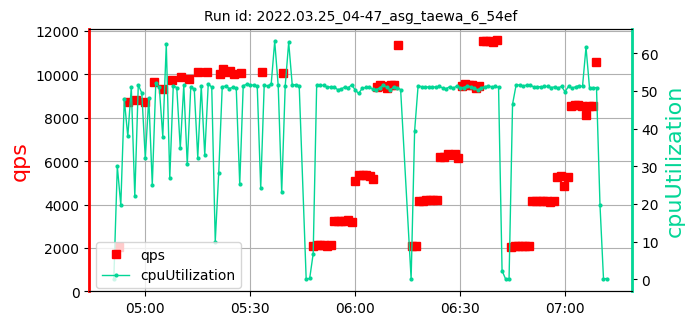 Run id: 2022.03.25_04-47_asg_taewa_6_54ef
12000
10000
8000
6000
4000
2000
0
qps
60
50
40
30
20
10
0
cpuUtilization
qps
cpuUtilization
05:00 05:30 06:00 06:30 07:00